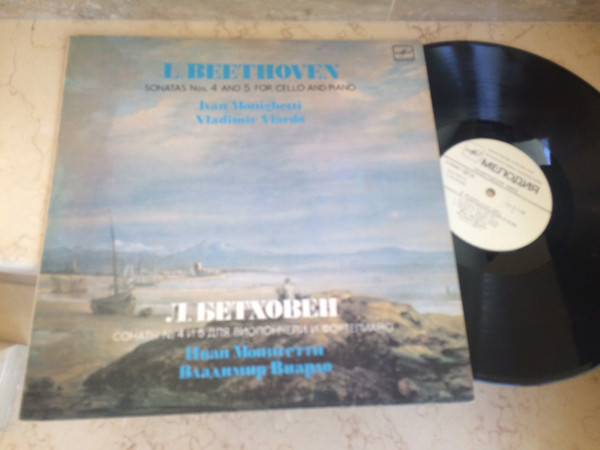 L. BEETHOVEN
SONATAS Nos. 4 AND 5 FOR CELLO AND PIANO
Ivan Monighetti
Vladimir Viardo
МЕЛОДИЯ
Л. БЕТХОВЕН
СОНАТЫ № 4 И 5 ДЛЯ ВИОЛОНЧЕЛИ И ФОРТЕПИАНО
Иван Монигетти
Владимир Виардо